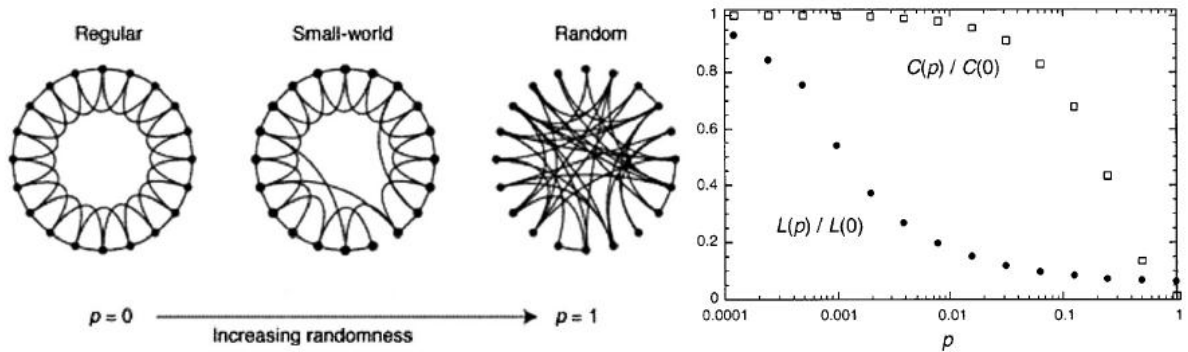 Regular
Small-world
Random
p = 0
p = 1
Increasing randomness
1
0.8
0.6
0.4
0.2
0
C(p) / C(0)
L(p) / L(0)
0.0001
0.001
0.01
0.1
1
p